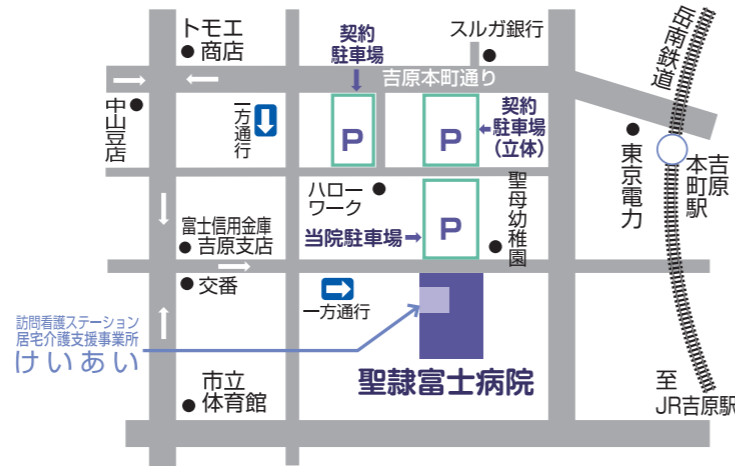 トモエ
商店
契約
駐車場
スルガ銀行
岳南鉄道
吉原本町通り
中山豆店
一方通行
P
P
契約
駐車場
(立体)
東京電力
吉原
本町駅
ハロー
ワーク
聖母幼稚園
富士信用金庫
吉原支店
当院駐車場
P
交番
一方通行
訪問看護ステーション
居宅介護支援事業所
けいあい
聖隷富士病院
市立
体育館
至
JR吉原駅